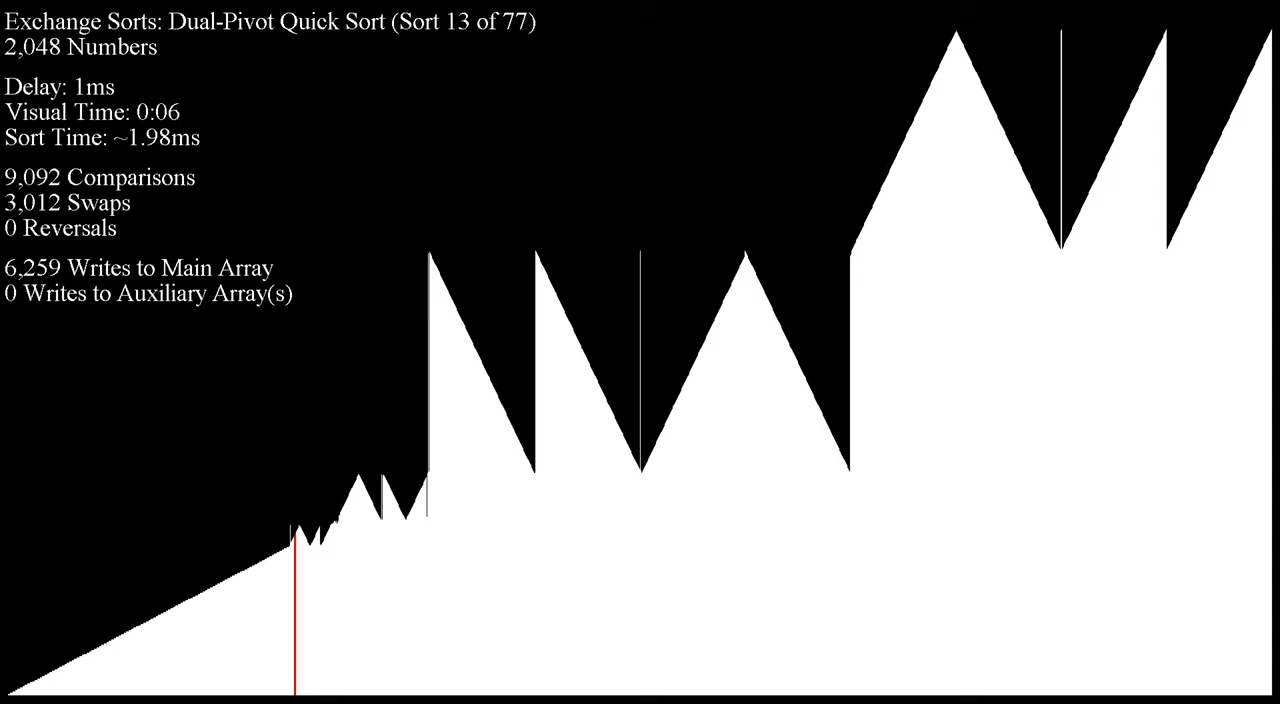 Exchange Sorts: Dual-Pivot Quick Sort (Sort 13 of 77)
2,048 Numbers
Delay: 1ms
Visual Time: 0:06
Sort Time: ~1.98ms
9,092 Comparisons
3,012 Swaps
0 Reversals
6,259 Writes to Main Array
0 Writes to Auxiliary Array(s)